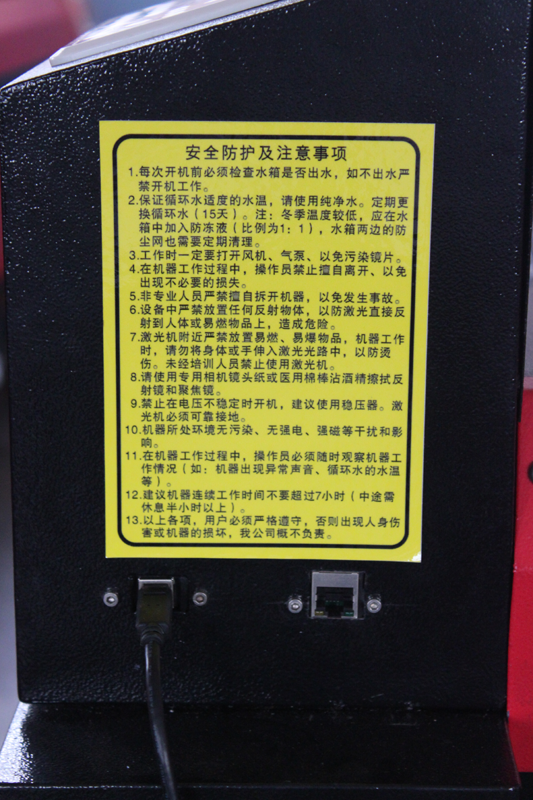 安全防护及注意事项
1.每次开机前必须检查水箱是否出水，如不出水严
禁开机工作。
2.保证循环水适度的水温，请使用纯净水。定期更
换循环水（15天）。注：冬季温度较低，应在水
箱中加入防冻液（比例为1：1），水箱两边的防
尘网也需要定期清理。
3.工作时一定要打开风机、气泵、以免污染镜片。
4.在机器工作过程中，操作员禁止擅自离开、以免
出现不必要的损失。
5.非专业人员严禁擅自拆开机器，以免发生事故。
6.设备中严禁放置任何反射物体，以防激光直接反
射到人体或易燃物品上，造成危险。
7.激光机附近严禁放置易燃、易爆物品，机器工作
时，请勿将身体或手伸入激光光路中，以防烫
伤。未经培训人员禁止使用激光机。
8.请使用专用相机镜头纸或医用棉棒沾酒精擦拭反
射镜和聚焦镜。
9.禁止在电压不稳定时开机，建议使用稳压器。激
光机必须可靠接地。
10.机器所处环境无污染、无强电、强磁等干扰和影
响。
11.在机器工作过程中，操作员必须随时观察机器工
作情况（如：机器出现异常声音、循环水的水温
等）。
12.建议机器连续工作时间不要超过7小时（中途需
休息半小时以上）。
13.以上各项，用户必须严格遵守，否则出现人身伤
害或机器的损坏，我公司概不负责。